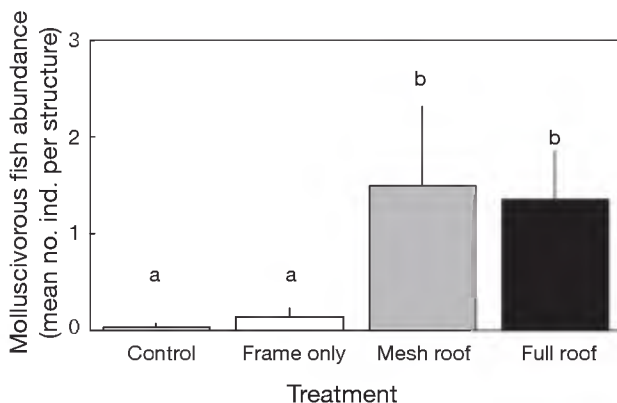 Molluscivorous fish abundance
(mean no. ind. per structure)
3
2
1
0
a
a
b
b
Control
Frame only
Mesh roof
Full roof
Treatment